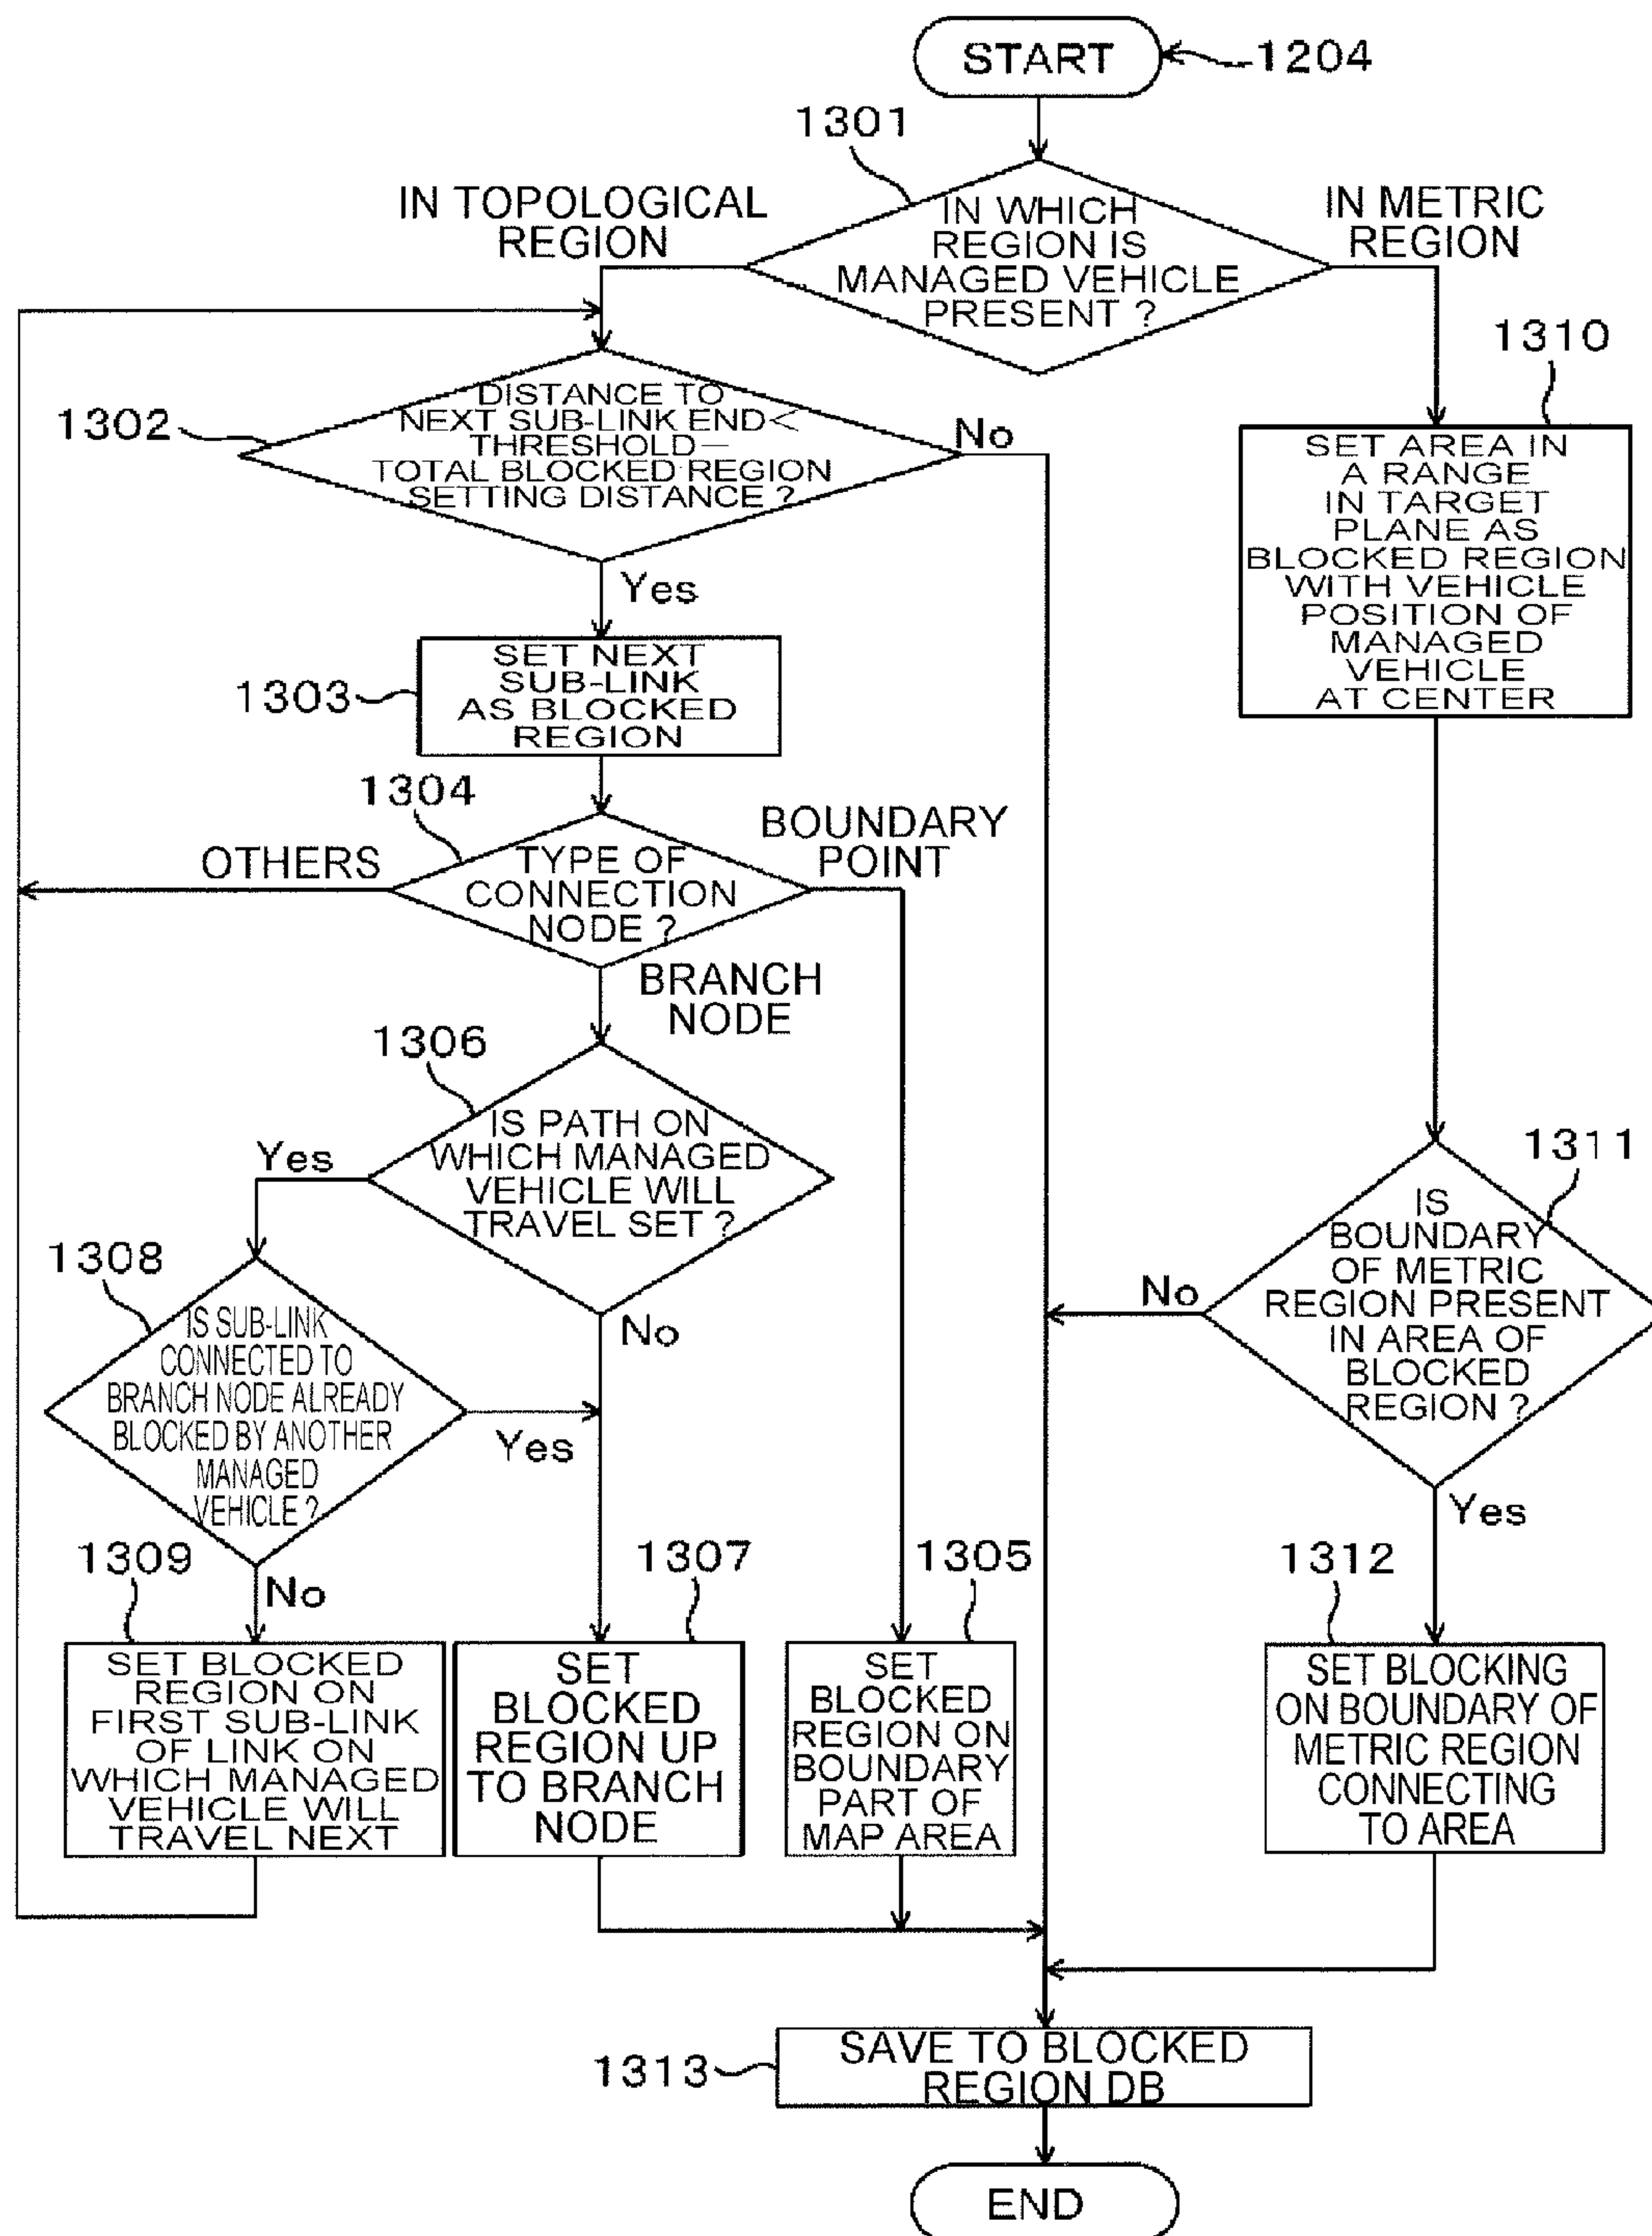 START
1204
1301
IN TOPOLOGICAL
REGION
IN WHICH
REGION IS
MANAGED VEHICLE
PRESENT ?
IN METRIC
REGION
1302
DISTANCE TO
NEXT SUB-LINK END<
THRESHOLD—
TOTAL BLOCKED REGION
SETTING DISTANCE ?
No
Yes
1310
SET AREA IN
A RANGE
IN TARGET
PLANE AS
BLOCKED REGION
WITH VEHICLE
POSITION OF
MANAGED
VEHICLE
AT CENTER
1303
SET NEXT
SUB-LINK
AS BLOCKED
REGION
1304
OTHERS
TYPE OF
CONNECTION
NODE ?
BOUNDARY
POINT
BRANCH
NODE
1306
IS PATH ON
WHICH MANAGED
VEHICLE WILL
TRAVEL SET ?
Yes
No
1311
IS
BOUNDARY
OF METRIC
REGION PRESENT
IN AREA OF
BLOCKED
REGION ?
No
Yes
1308
IS SUB-LINK
CONNECTED TO
BRANCH NODE ALREADY
BLOCKED BY ANOTHER
MANAGED
VEHICLE ?
Yes
No
1309
SET BLOCKED
REGION ON
FIRST SUB-LINK
OF LINK ON
WHICH MANAGED
VEHICLE WILL
TRAVEL NEXT
1307
SET
BLOCKED
REGION UP
TO BRANCH
NODE
1305
SET
BLOCKED
REGION ON
BOUNDARY
PART OF
MAP AREA
1312
SET BLOCKING
ON BOUNDARY OF
METRIC REGION
CONNECTING
TO AREA
1313
SAVE TO BLOCKED
REGION DB
END